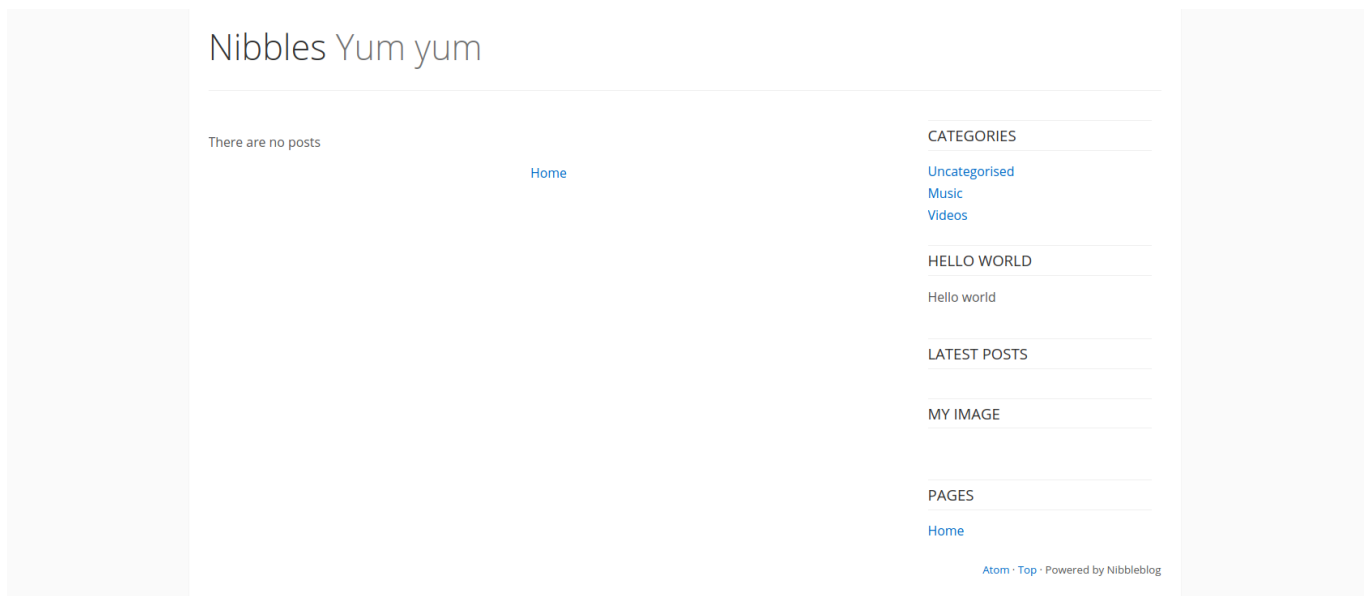 Nibbles Yum yum
There are no posts
Home
CATEGORIES
Uncategorised
Music
Videos
HELLO WORLD
Hello world
LATEST POSTS
MY IMAGE
PAGES
Home
Atom · Top · Powered by Nibbleblog